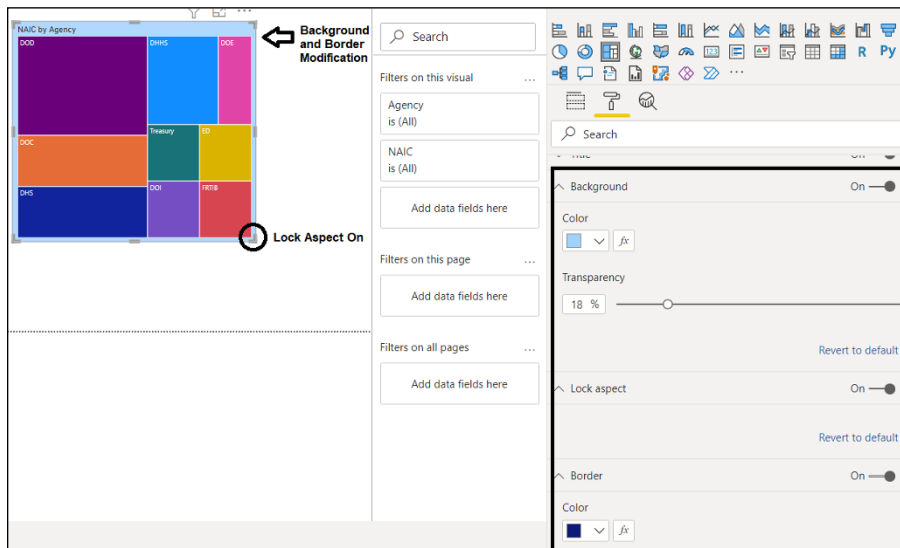 NAIC by Agency
DOD
DHHS
DOE
DOC
Treasury
ED
DHS
DOI
FRTIB
Background
and Border
Modification
Lock Aspect On
Search
Filters on this visual ...
Agency
is (All)
NAIC
is (All)
Add data fields here
Filters on this page ...
Add data fields here
Filters on all pages ...
Add data fields here
123
R Py
...
Search
Background On
Color
fx
Transparency
18 %
Revert to default
Lock aspect On
Revert to default
Border On
Color
fx